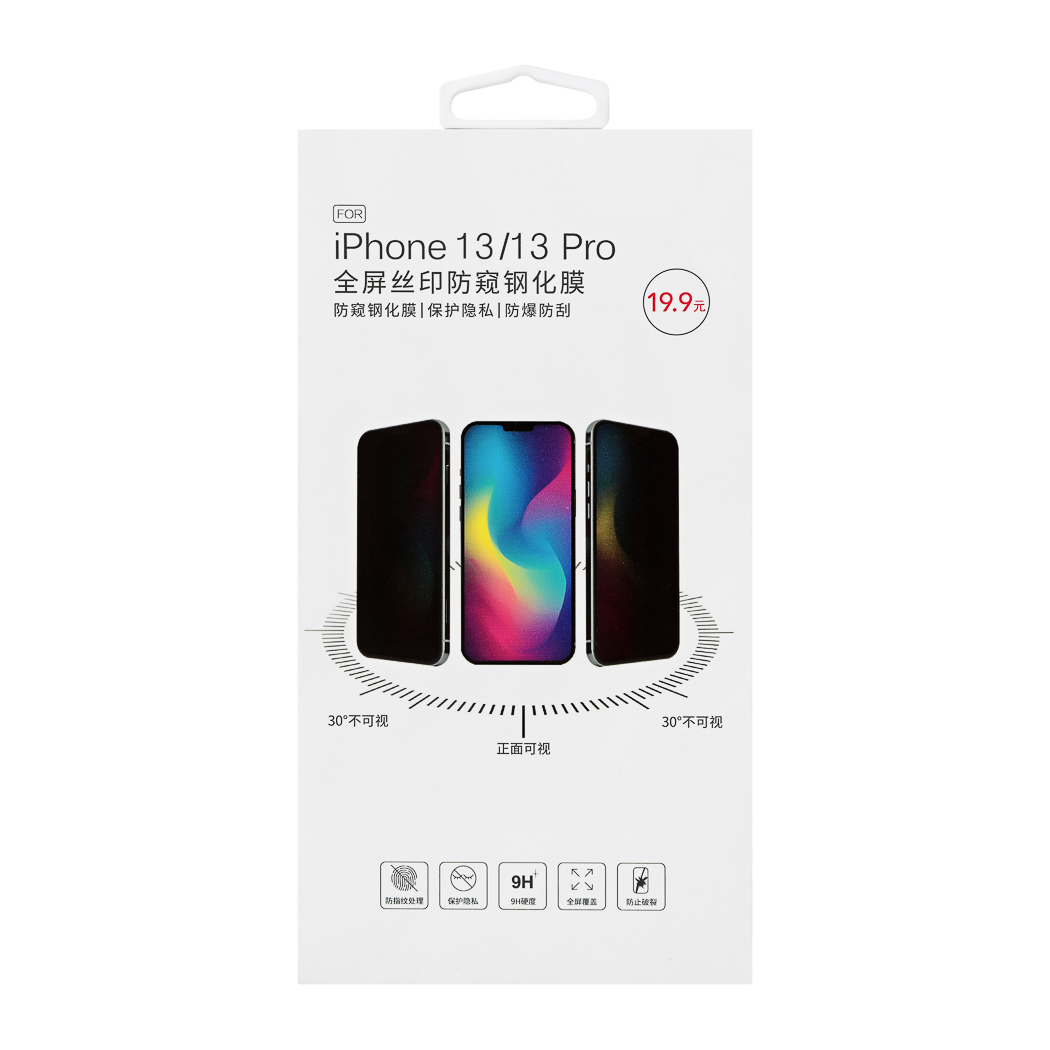 FOR
iPhone 13/13 Pro
全屏丝印防窥钢化膜
防窥钢化膜|保护隐私|防爆防刮
19.9元
30°不可视
30°不可视
正面可视
9H+
防指纹处理
保护隐私
9H硬度
全屏覆盖
防止破裂